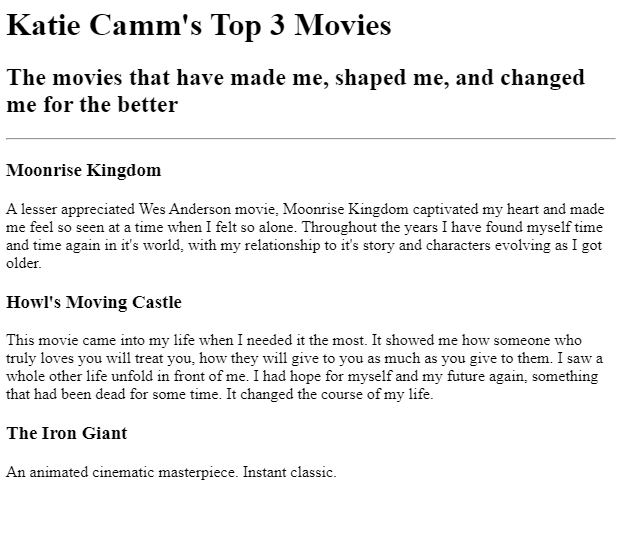 Katie Camm's Top 3 Movies
The movies that have made me, shaped me, and changed
me for the better
Moonrise Kingdom
A lesser appreciated Wes Anderson movie, Moonrise Kingdom captivated my heart and made
me feel so seen at a time when I felt so alone. Throughout the years I have found myself time
and time again in it's world, with my relationship to it's story and characters evolving as I got
older.
Howl's Moving Castle
This movie came into my life when I needed it the most. It showed me how someone who
truly loves you will treat you, how they will give to you as much as you give to them. I saw a
whole other life unfold in front of me. I had hope for myself and my future again, something
that had been dead for some time. It changed the course of my life.
The Iron Giant
An animated cinematic masterpiece. Instant classic.